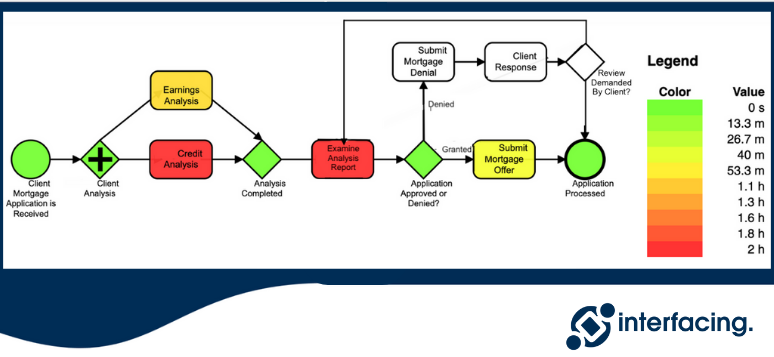 Client
Mortgage
Application is
Received
Client
Analysis
Earnings
Analysis
Credit
Analysis
Analysis
Completed
Examine
Analysis
Report
Application
Approved or
Denied?
Denied
Granted
Submit
Mortgage
Denial
Client
Response
Review
Demanded
By Client?
Submit
Mortgage
Offer
Application
Processed
Legend
Color Value
0 s
13.3 m
26.7 m
40 m
53.3 m
1.1 h
1.3 h
1.6 h
1.8 h
2 h
interfacing.